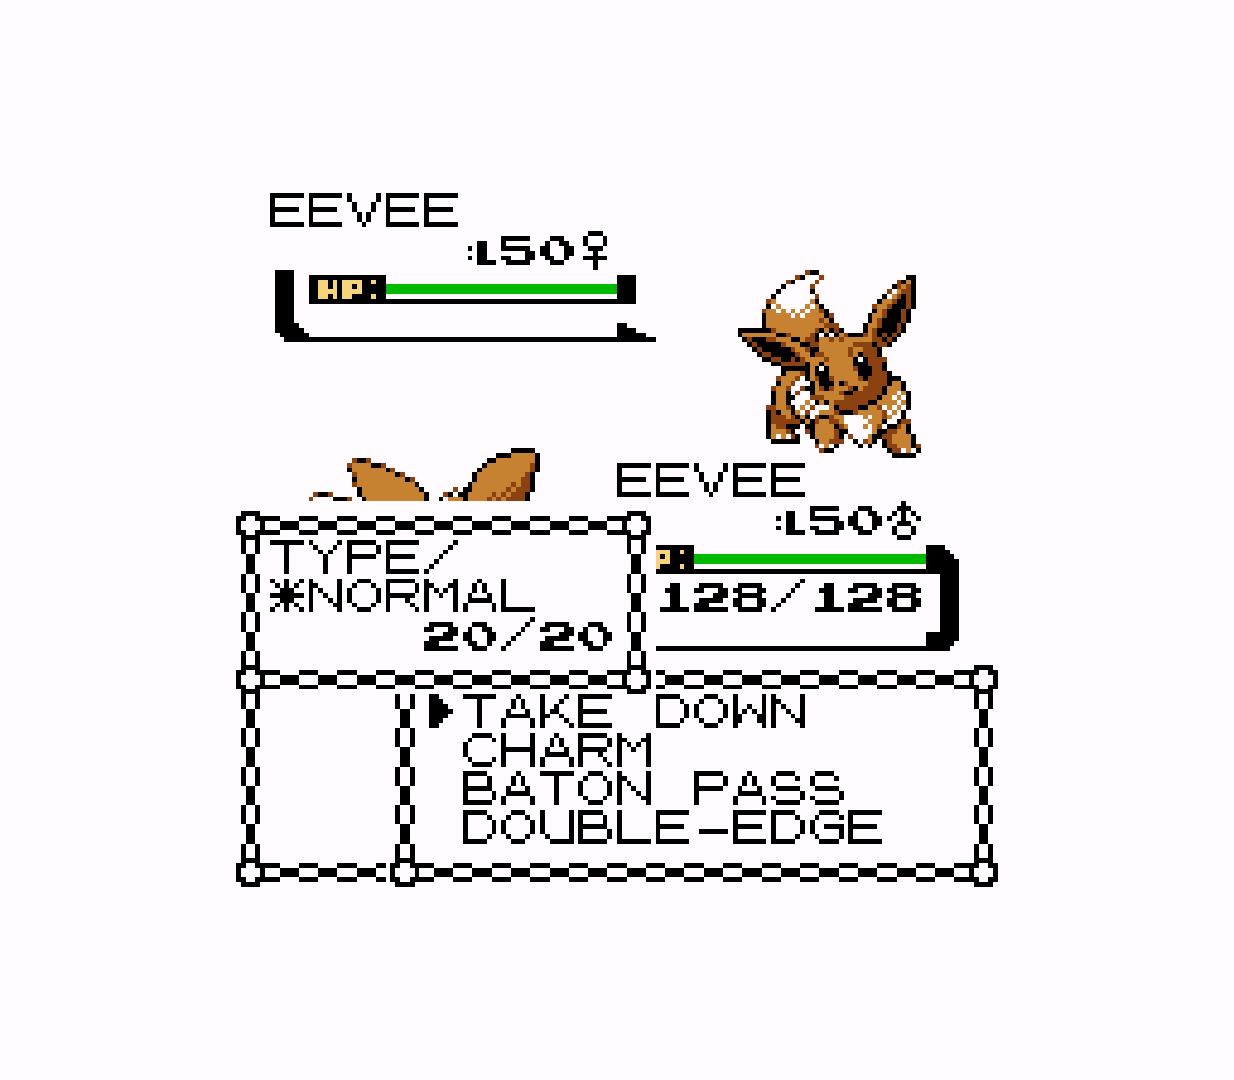 EEVEE
:L50♀
HP:
EEVEE
:L50♂
P:
128/128
TYPE/
*NORMAL
20/20
▶TAKE DOWN
CHARM
BATON PASS
DOUBLE-EDGE